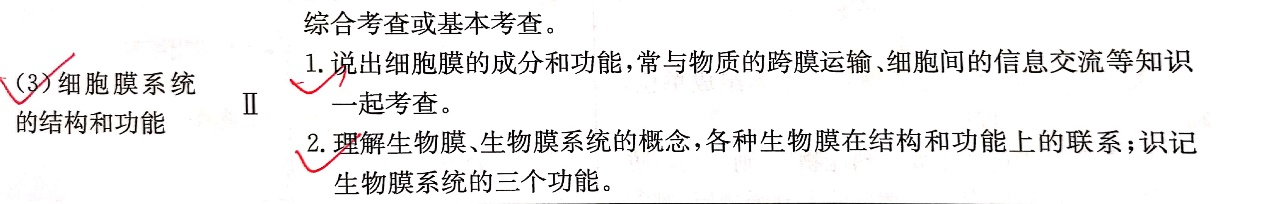 综合考查或基本考查。
(3)细胞膜系统
的结构和功能
Ⅱ
1. 说出细胞膜的成分和功能,常与物质的跨膜运输、细胞间的信息交流等知识
一起考查。
2. 理解生物膜、生物膜系统的概念,各种生物膜在结构和功能上的联系;识记
生物膜系统的三个功能。